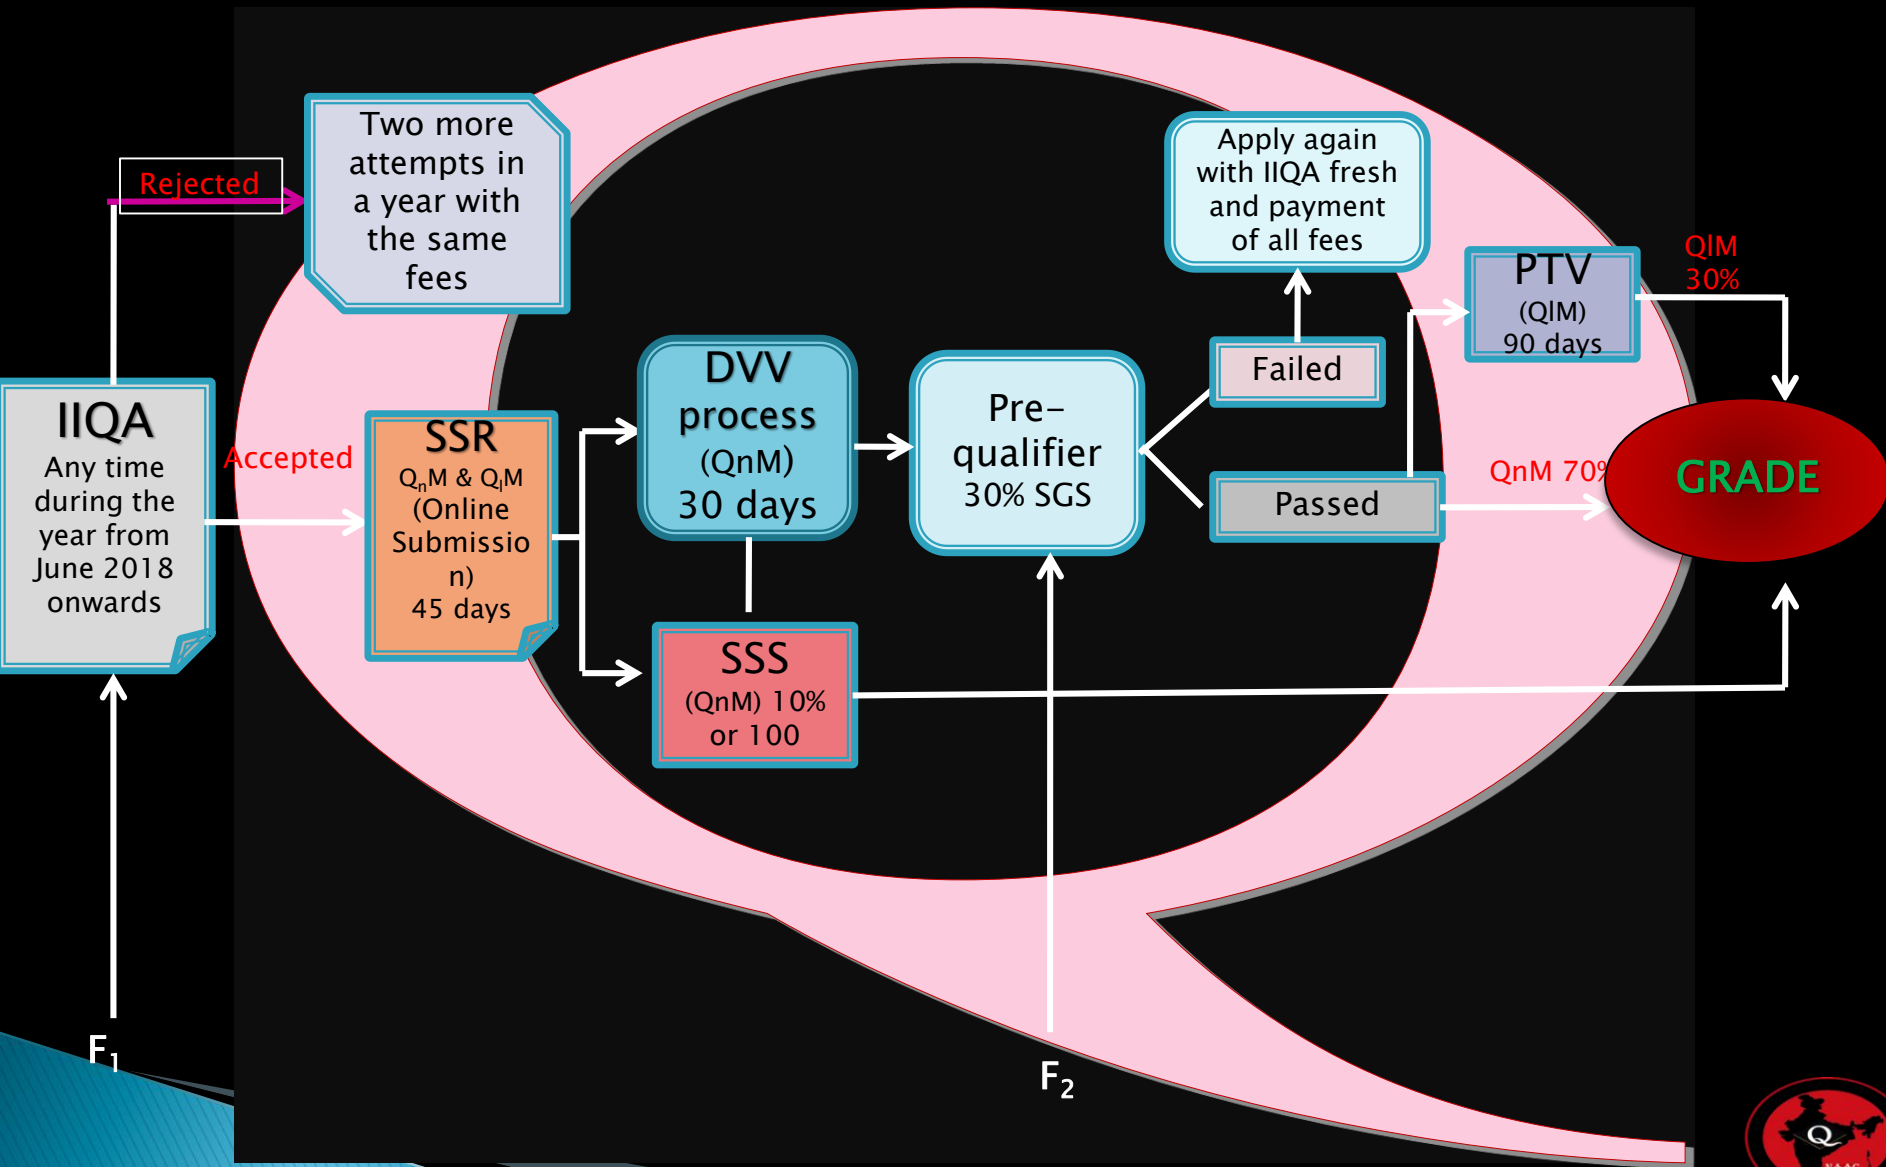 Two more
attempts in
a year with
the same
fees
Rejected
Apply again
with IIQA fresh
and payment
of all fees
PTV
(QlM)
90 days
QlM
30%
IIQA
Any time
during the
year from
June 2018
onwards
Accepted
SSR
QnM & QlM
(Online
Submissio
n)
45 days
DVV
process
(QnM)
30 days
Pre-
qualifier
30% SGS
Failed
Passed
QnM 70%
GRADE
SSS
(QnM) 10%
or 100
F1
F2
Q
NAAC